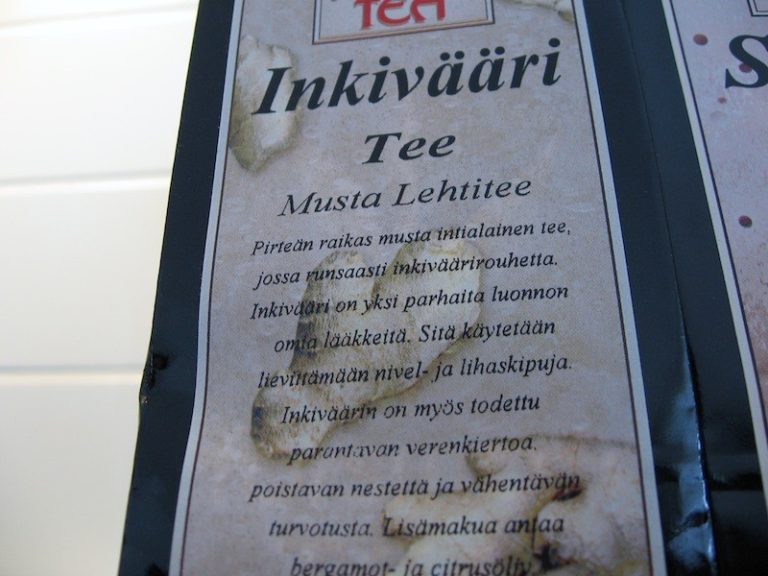 TEA
Inkivääri
Tee
Musta Lehtitee
Pirteän raikas musta intialainen tee,
jossa runsaasti inkiväärirouhetta.
Inkivääri on yksi parhaita luonnon
omia lääkkeitä. Sitä käytetään
lievittämään nivel- ja lihaskipuja.
Inkiväärin on myös todettu
parantavan verenkiertoa,
poistavan nestettä ja vähentävän
turvotusta. Lisämakua antaa
bergamot- ja citrusöljy
S